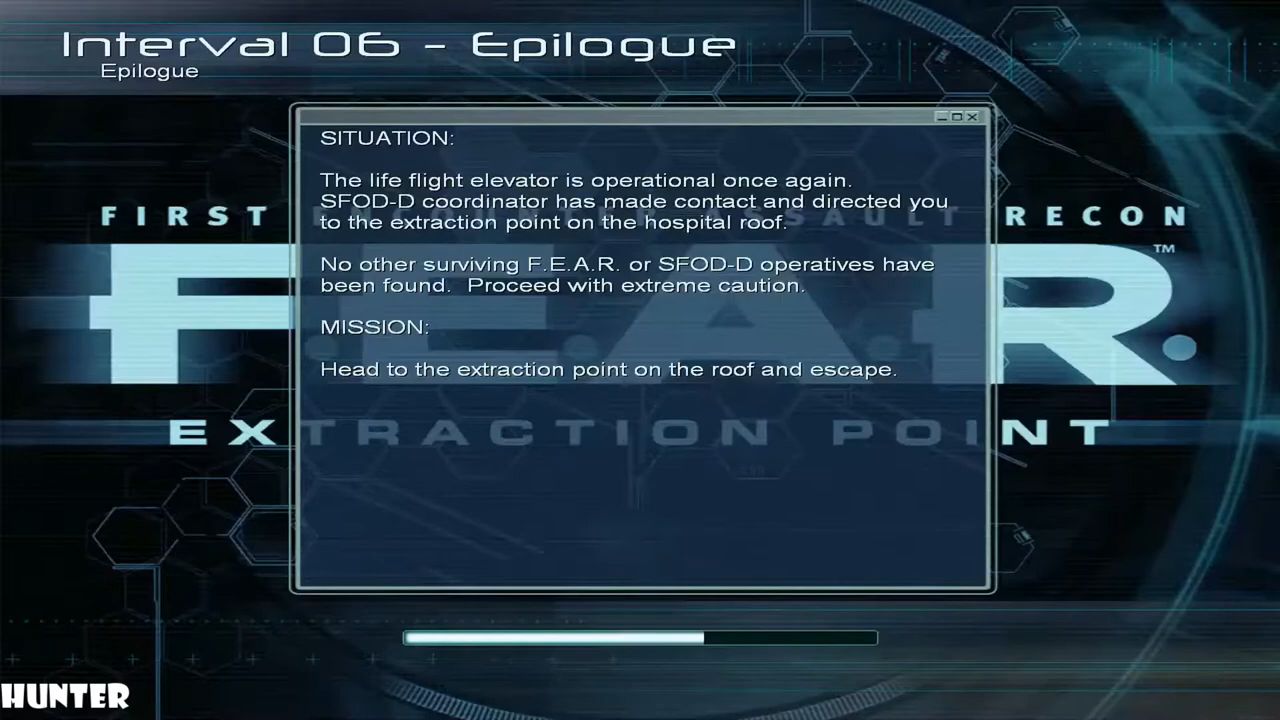 Interval 06 - Epilogue
Epilogue
SITUATION:
The life flight elevator is operational once again.
SFOD-D coordinator has made contact and directed you
to the extraction point on the hospital roof.
No other surviving F.E.A.R. or SFOD-D operatives have
been found.  Proceed with extreme caution.
MISSION:
Head to the extraction point on the roof and escape.
FIRST ENCOUNTER ASSAULT RECON
F.E.A.R.™
EXTRACTION POINT
HUNTER